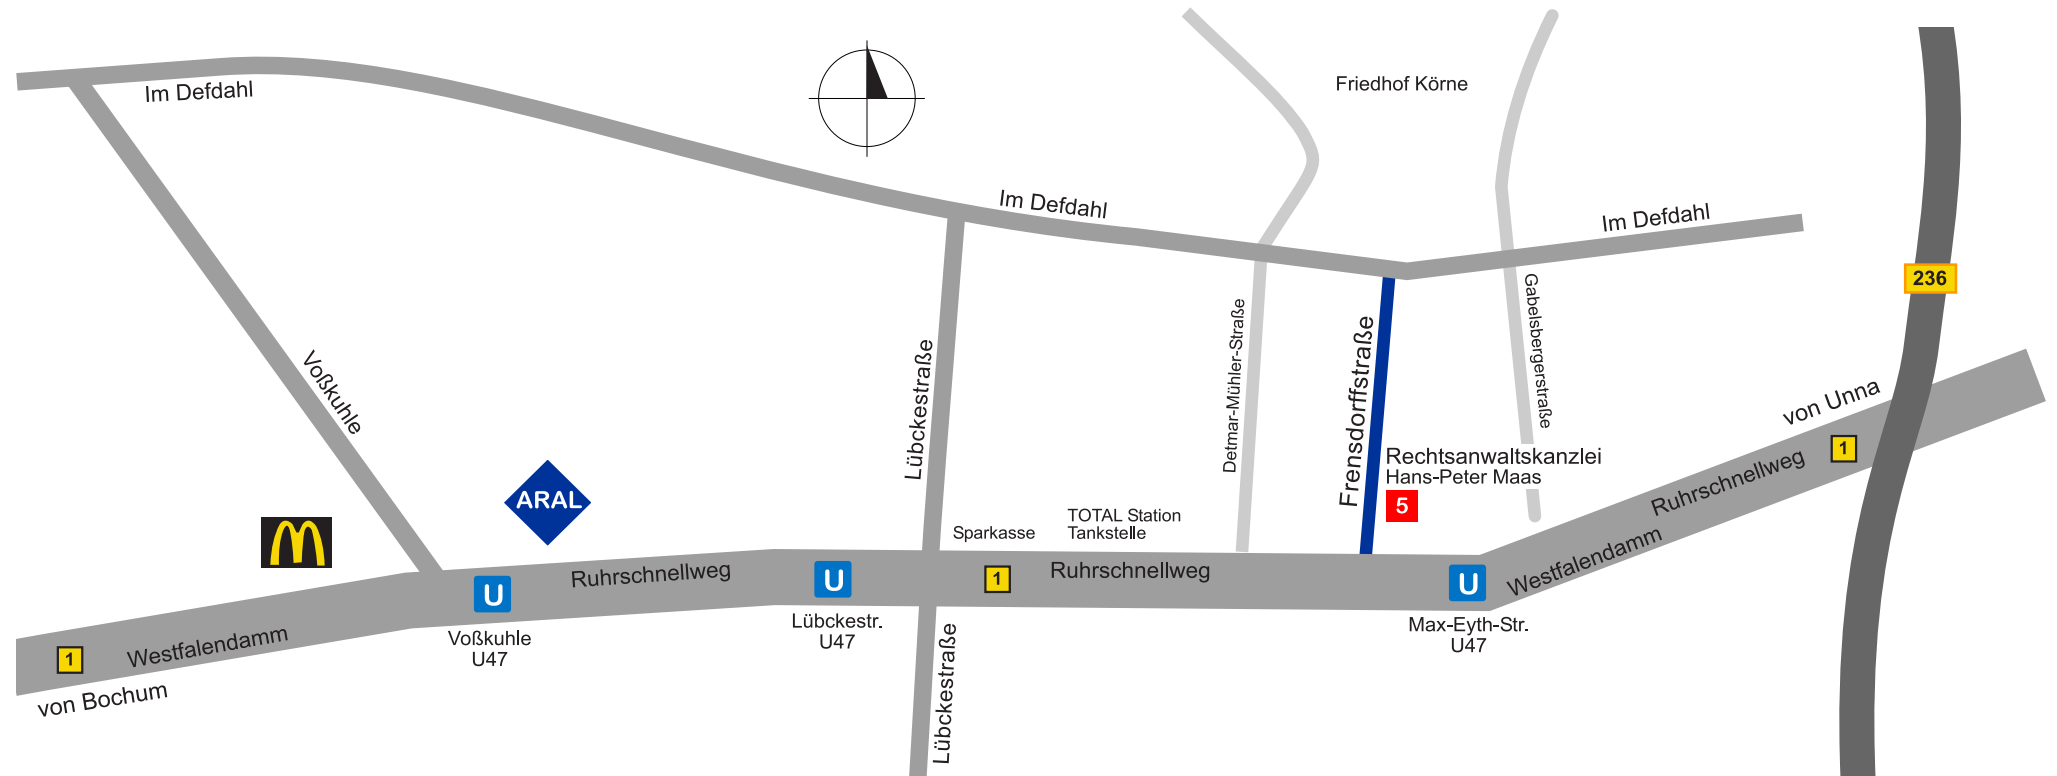 Im Defdahl
Friedhof Körne
Im Defdahl
Im Defdahl
236
Voßkuhle
Lübckestraße
Detmar-Mühler-Straße
Frensdorffstraße
Gabelsbergerstraße
von Unna
1
Ruhrschnellweg
Westfalendamm
Rechtsanwaltskanzlei
Hans-Peter Maas
5
ARAL
Sparkasse
TOTAL Station
Tankstelle
U
Ruhrschnellweg
U
1
Ruhrschnellweg
U
Voßkuhle
U47
Lübckestr.
U47
Max-Eyth-Str.
U47
1
Westfalendamm
von Bochum
Lübckestraße